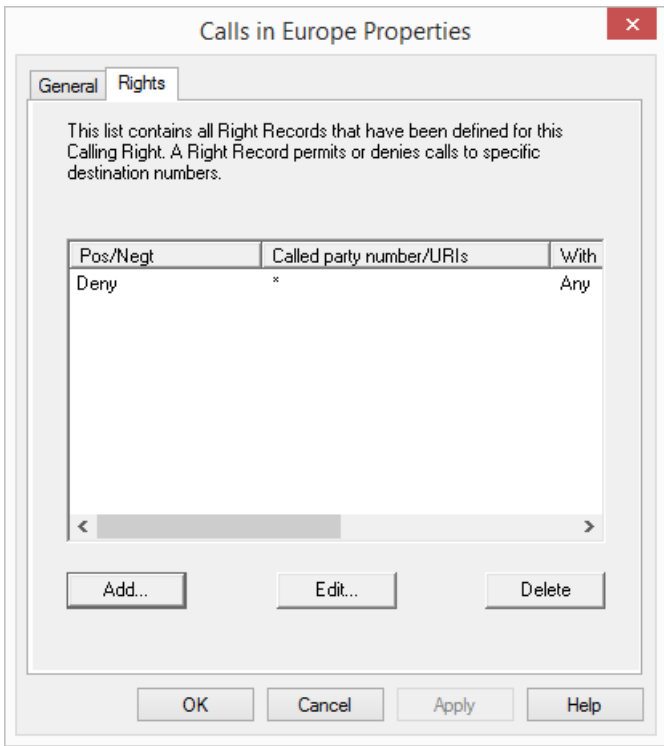 Calls in Europe Properties
General Rights
This list contains all Right Records that have been defined for this
Calling Right. A Right Record permits or denies calls to specific
destination numbers.
Pos/Negt Called party number/URIs With
Deny * Any
Add... Edit... Delete
OK Cancel Apply Help